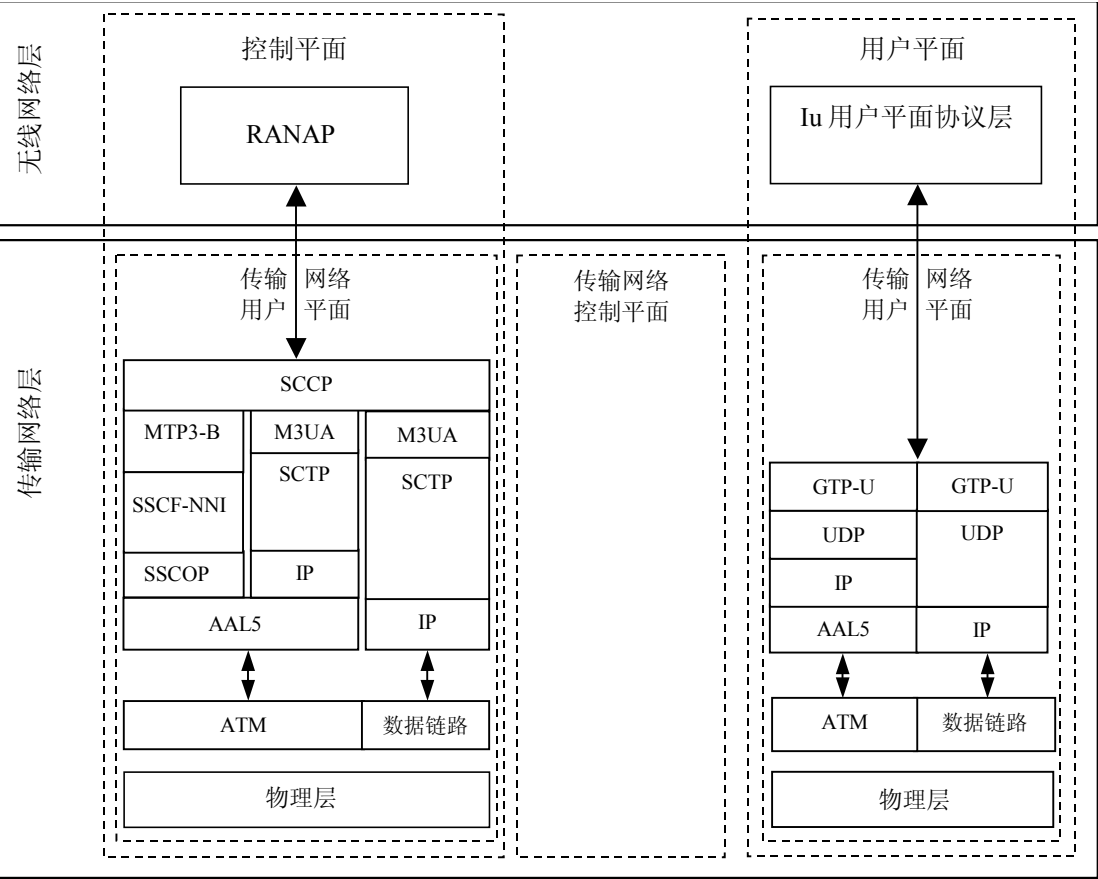 无线网络层
控制平面
用户平面
RANAP
Iu 用户平面协议层
传输网络层
传输 网络
用户 平面
传输网络
控制平面
传输 网络
用户 平面
SCCP
MTP3-B
M3UA
M3UA
SCTP
SCTP
SSCF-NNI
SSCOP
IP
AAL5
IP
GTP-U
GTP-U
UDP
UDP
IP
AAL5
IP
ATM
数据链路
ATM
数据链路
物理层
物理层